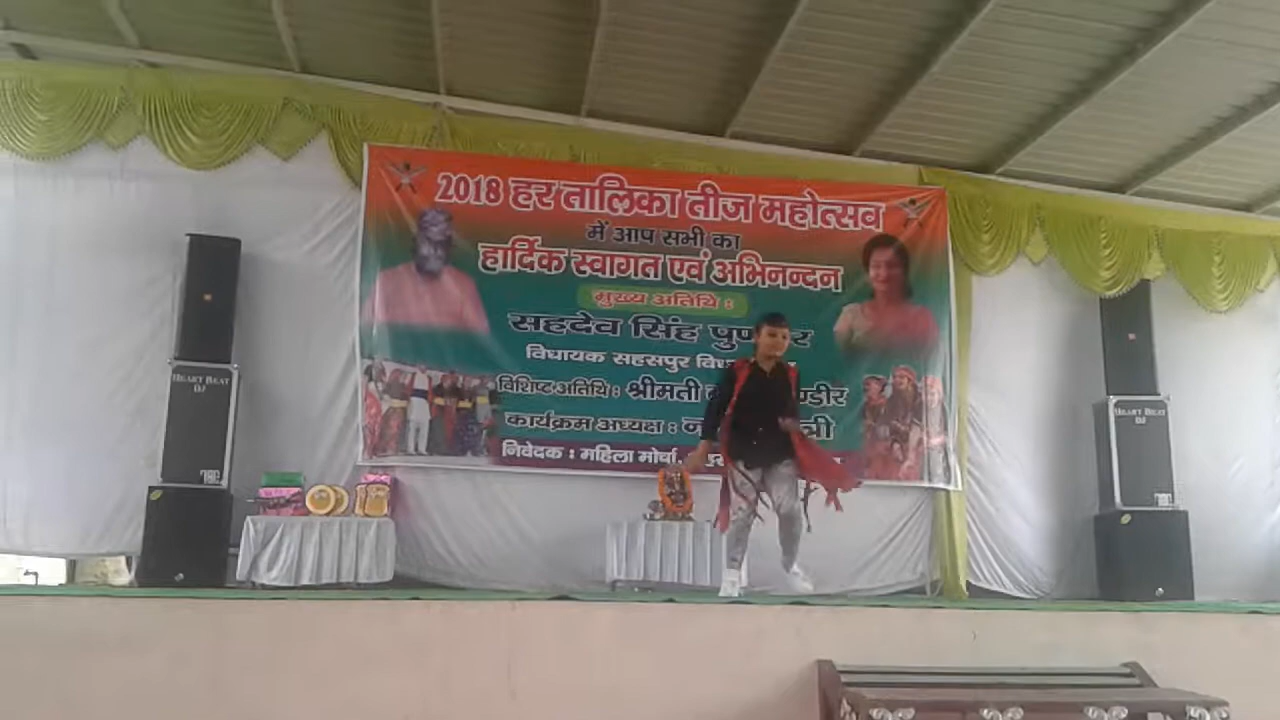 2018 हर तालिका तीज महोत्सव
में आप सभी का
हार्दिक स्वागत एवं अभिनन्दन
मुख्य अतिथि :
सहदेव सिंह
विधायक सहसपुर
विशिष्ट अतिथि : श्रीमती
कार्यक्रम अध्यक्ष :
निवेदक : महिला मोर्चा,
HEART BEAT
DJ
HEART BEAT
DJ